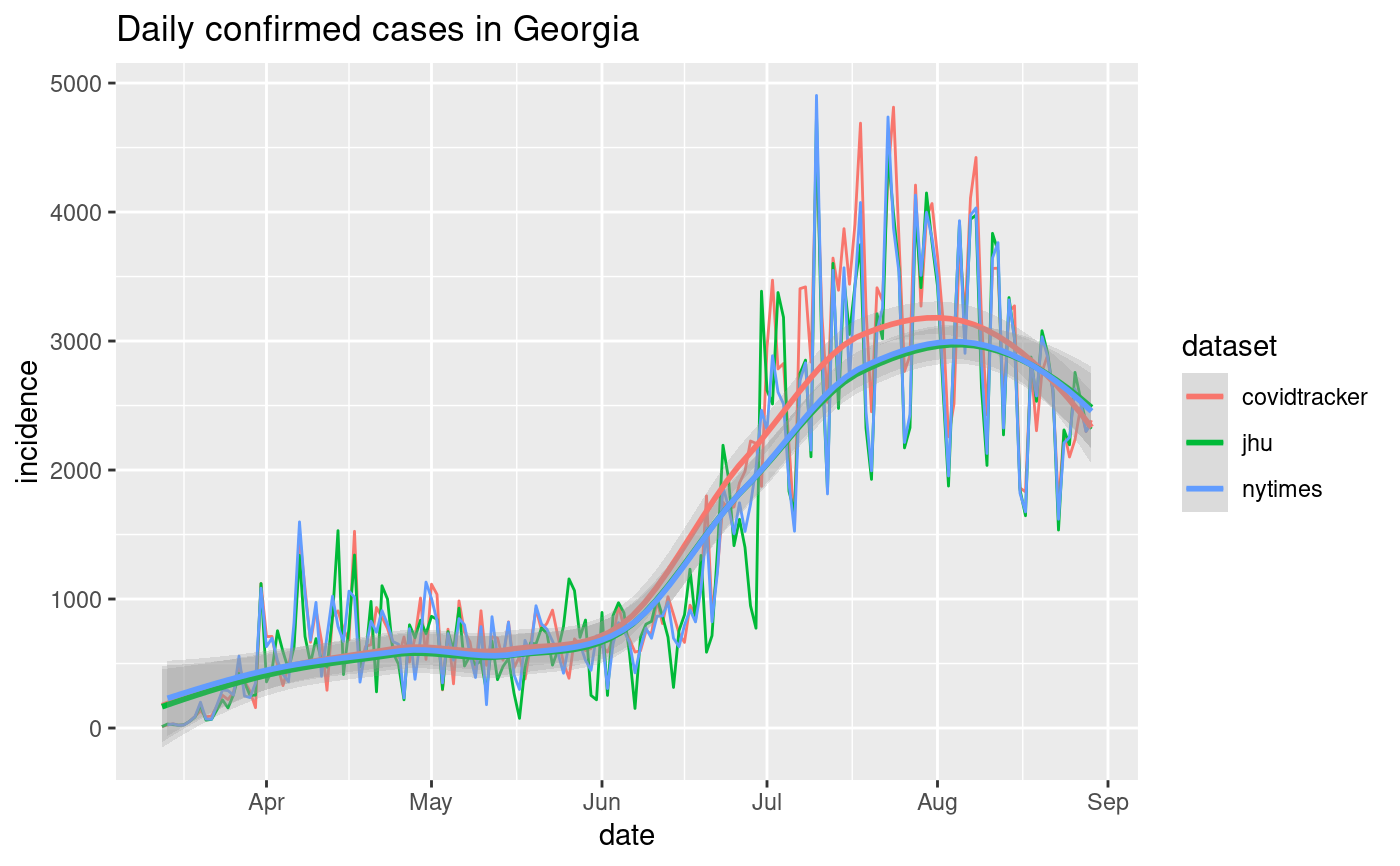 Daily confirmed cases in Georgia
5000
4000
3000
2000
1000
0
incidence
Apr May Jun Jul Aug Sep
date
dataset
covidtracker
jhu
nytimes